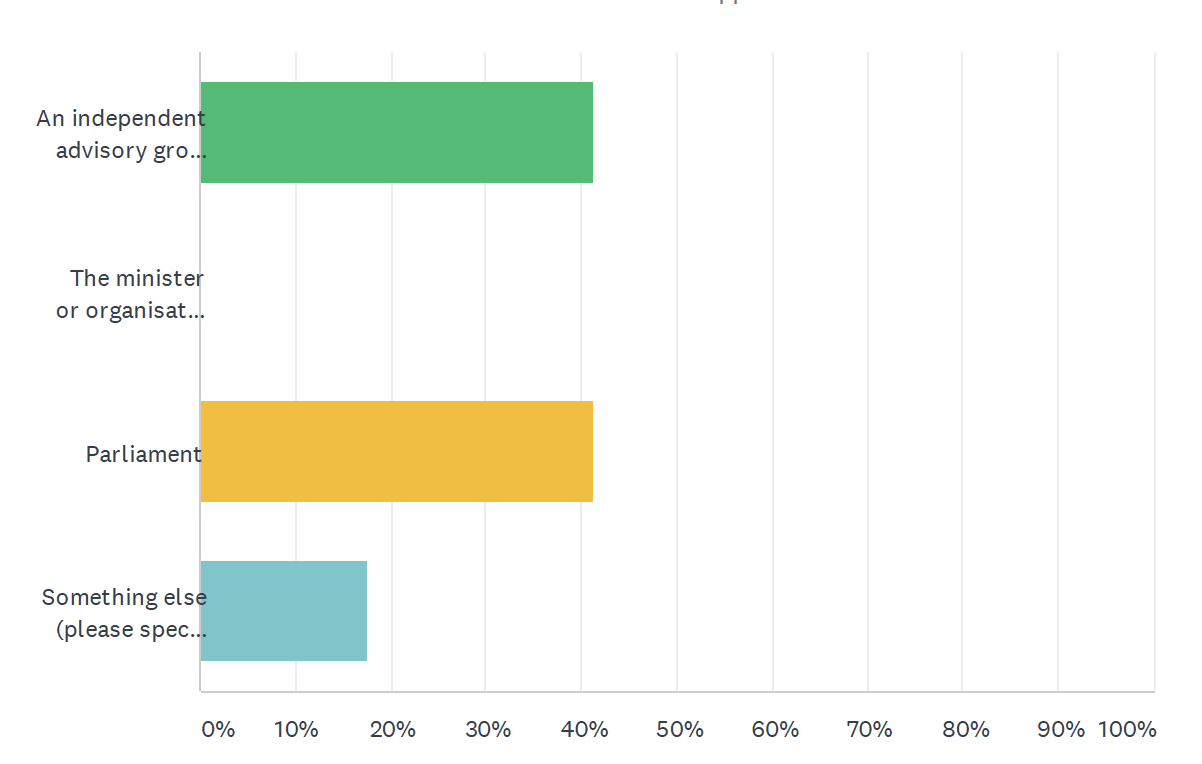 An independent
advisory gro...
The minister
or organisat...
Parliament
Something else
(please spec...
0% 10% 20% 30% 40% 50% 60% 70% 80% 90% 100%